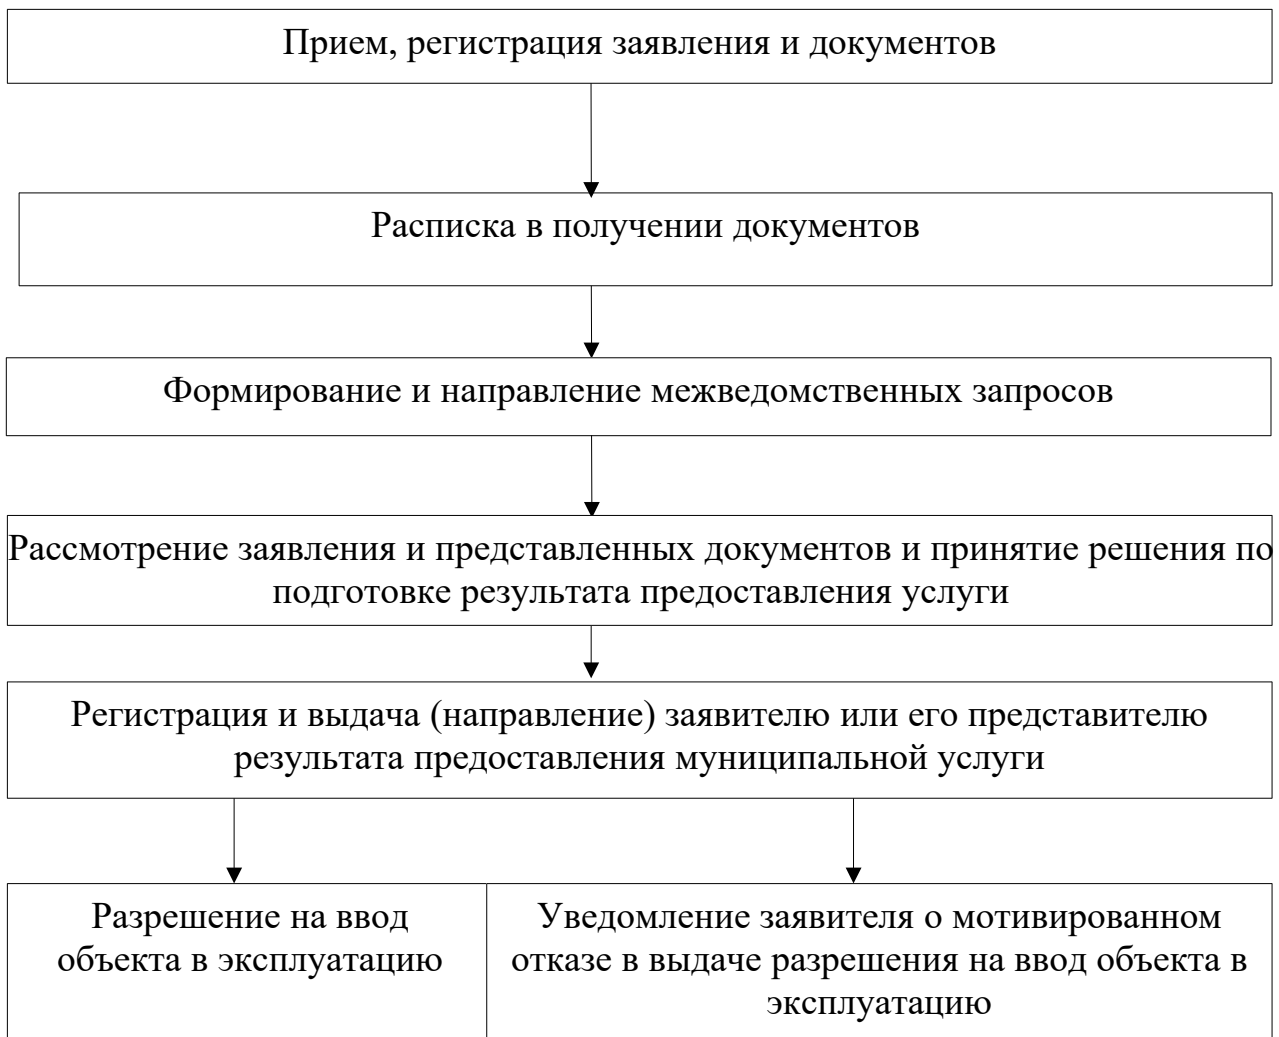 Прием, регистрация заявления и документов
Расписка в получении документов
Формирование и направление межведомственных запросов
Рассмотрение заявления и представленных документов и принятие решения по
подготовке результата предоставления услуги
Регистрация и выдача (направление) заявителю или его представителю
результата предоставления муниципальной услуги
Разрешение на ввод
объекта в эксплуатацию
Уведомление заявителя о мотивированном
отказе в выдаче разрешения на ввод объекта в
эксплуатацию